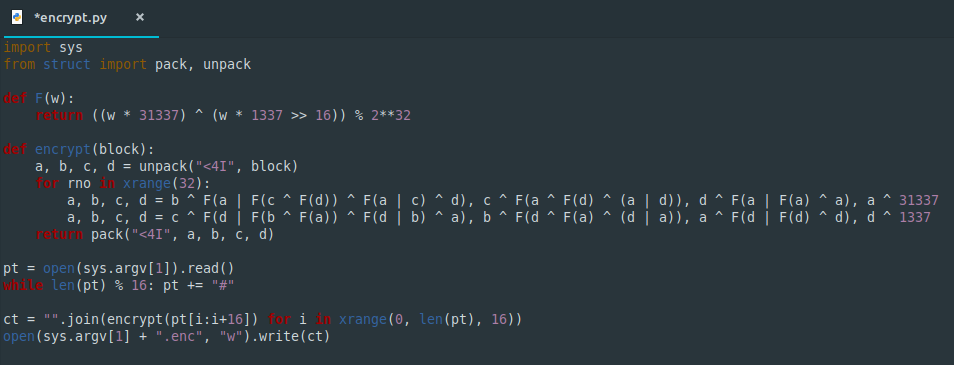 *encrypt.py ×
import sys
from struct import pack, unpack
def F(w):
    return ((w * 31337) ^ (w * 1337 >> 16)) % 2**32
def encrypt(block):
    a, b, c, d = unpack("<4I", block)
    for rno in xrange(32):
        a, b, c, d = b ^ F(a | F(c ^ F(d)) ^ F(a | c) ^ d), c ^ F(a ^ F(d) ^ (a | d)), d ^ F(a | F(a) ^ a), a ^ 31337
        a, b, c, d = c ^ F(d | F(b ^ F(a)) ^ F(d | b) ^ a), b ^ F(d ^ F(a) ^ (d | a)), a ^ F(d | F(d) ^ d), d ^ 1337
    return pack("<4I", a, b, c, d)
pt = open(sys.argv[1]).read()
while len(pt) % 16: pt += "#"
ct = "".join(encrypt(pt[i:i+16]) for i in xrange(0, len(pt), 16))
open(sys.argv[1] + ".enc", "w").write(ct)